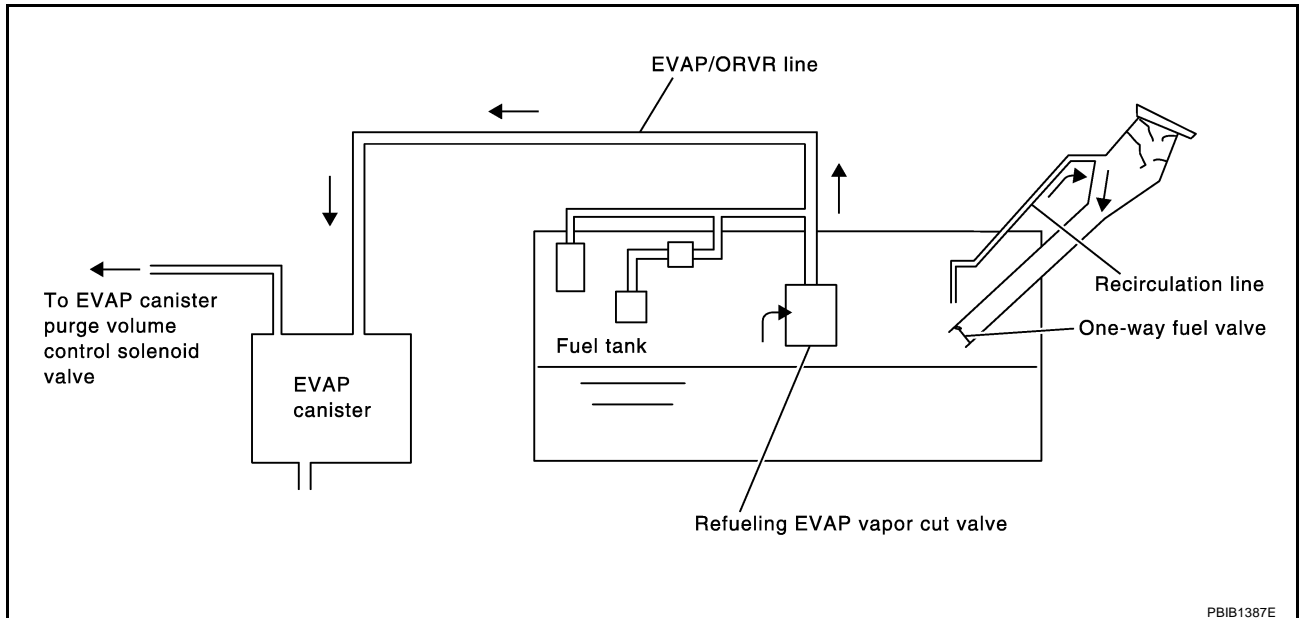 EVAP/ORVR line
Recirculation line
One-way fuel valve
To EVAP canister
purge volume
control solenoid
valve
Fuel tank
EVAP
canister
Refueling EVAP vapor cut valve
PBIB1387E